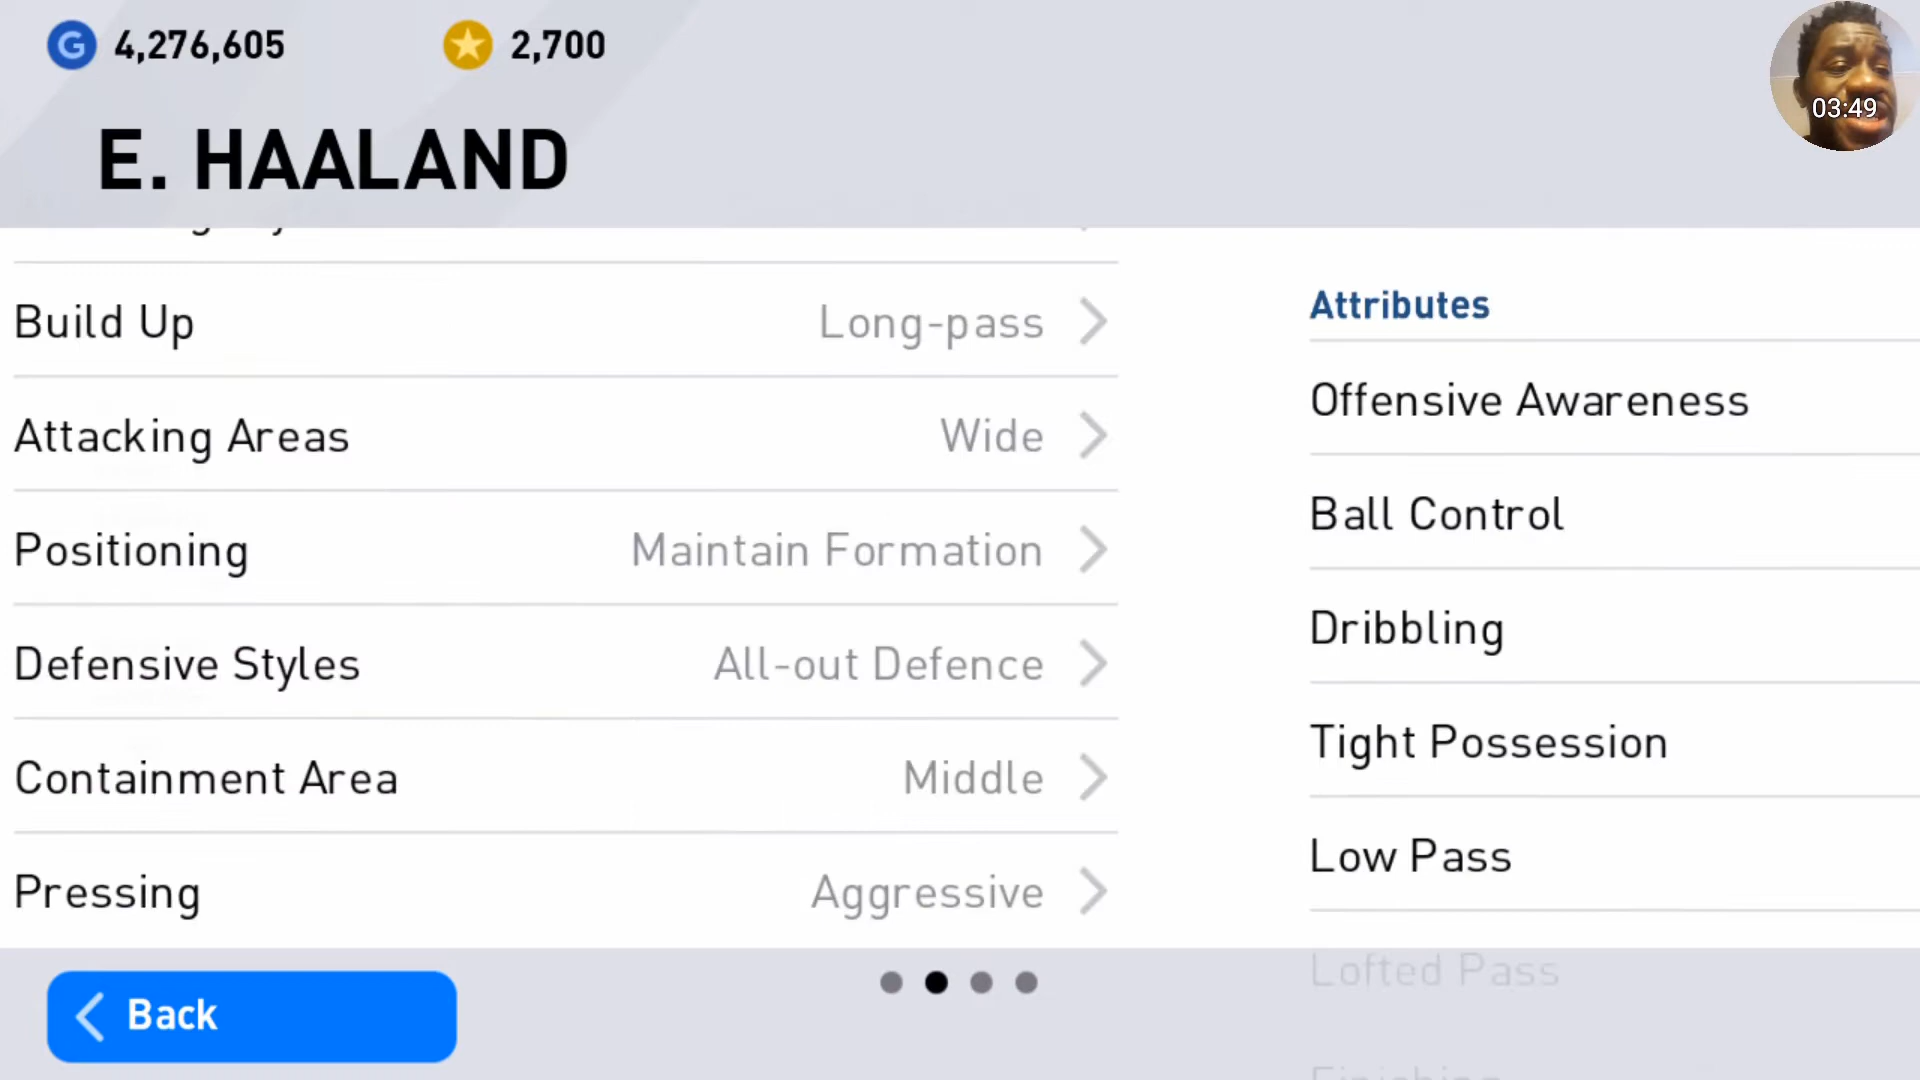 G 4,276,605 2,700
03:49
E. HAALAND
Build Up Long-pass
Attacking Areas Wide
Positioning Maintain Formation
Defensive Styles All-out Defence
Containment Area Middle
Pressing Aggressive
Attributes
Offensive Awareness
Ball Control
Dribbling
Tight Possession
Low Pass
Lofted Pass
Back